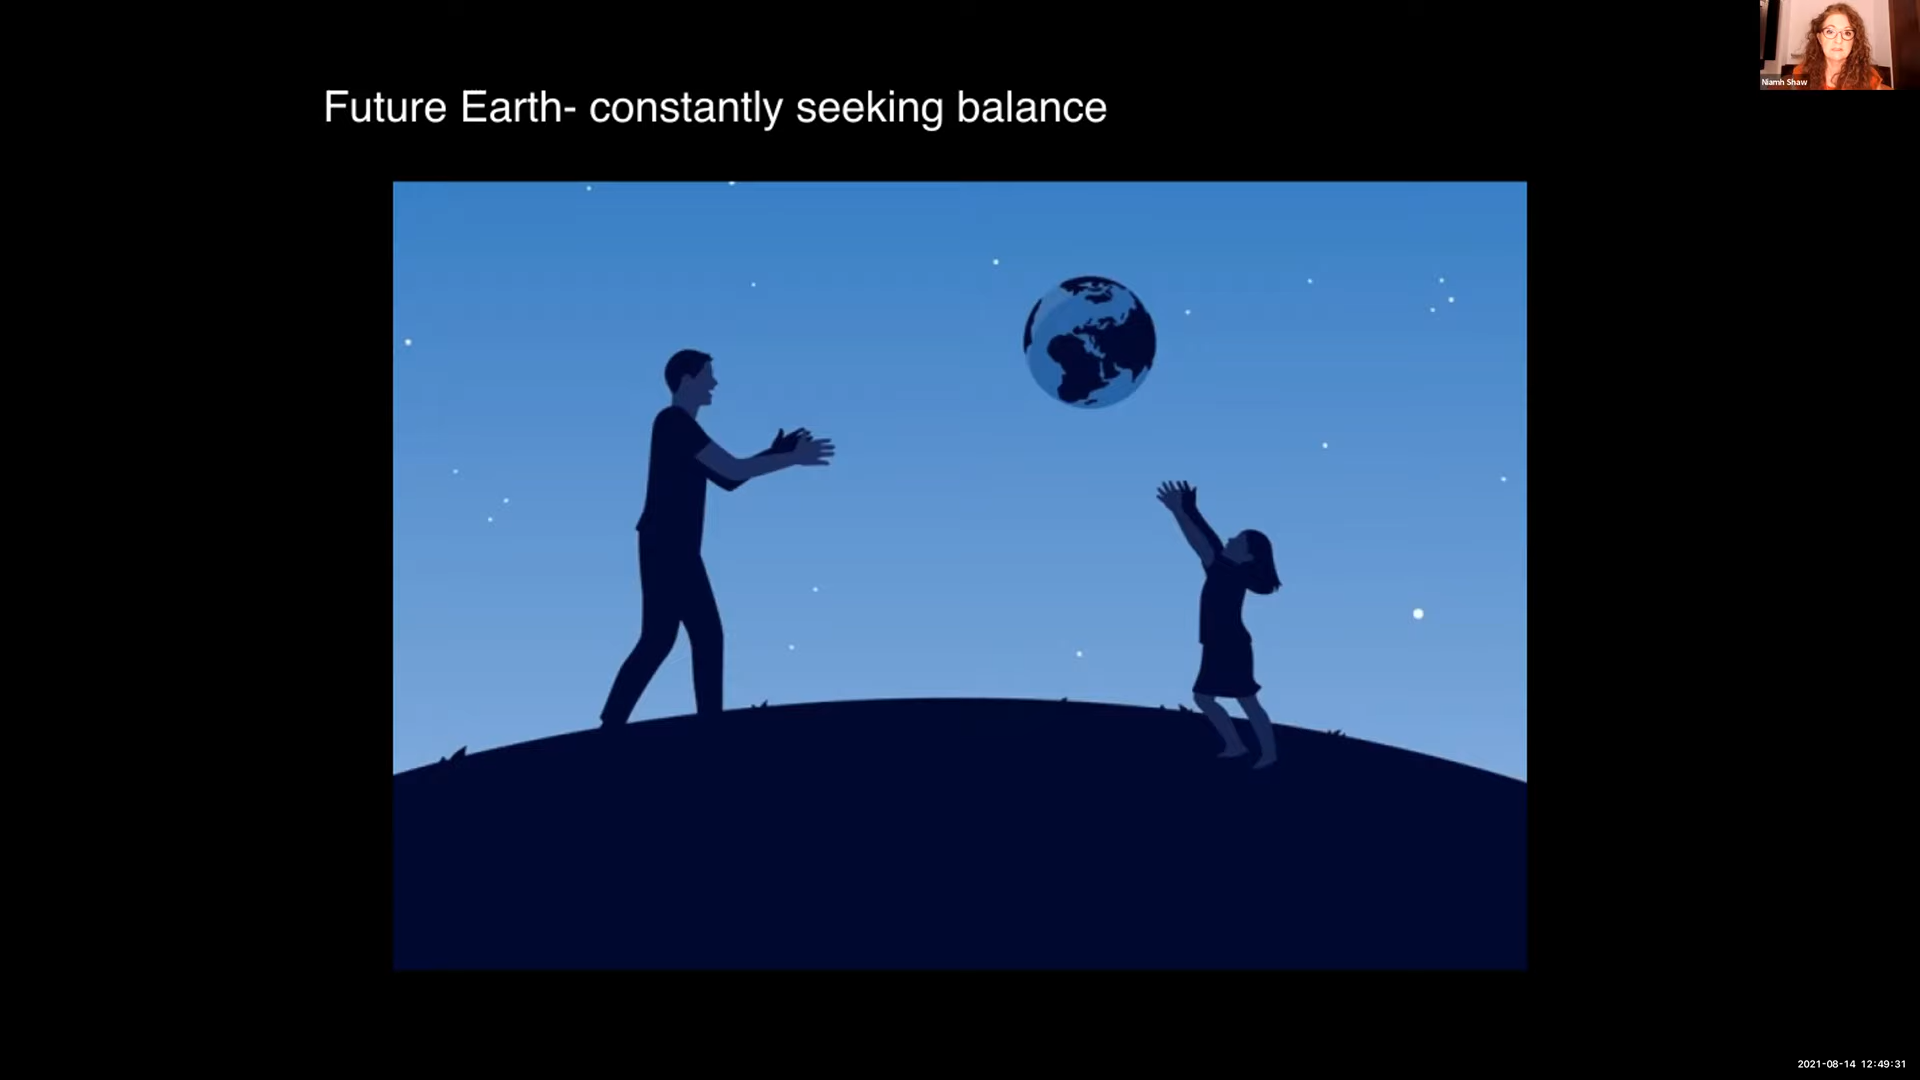 Future Earth- constantly seeking balance
Niamh Shaw
2021-08-14 12:49:31